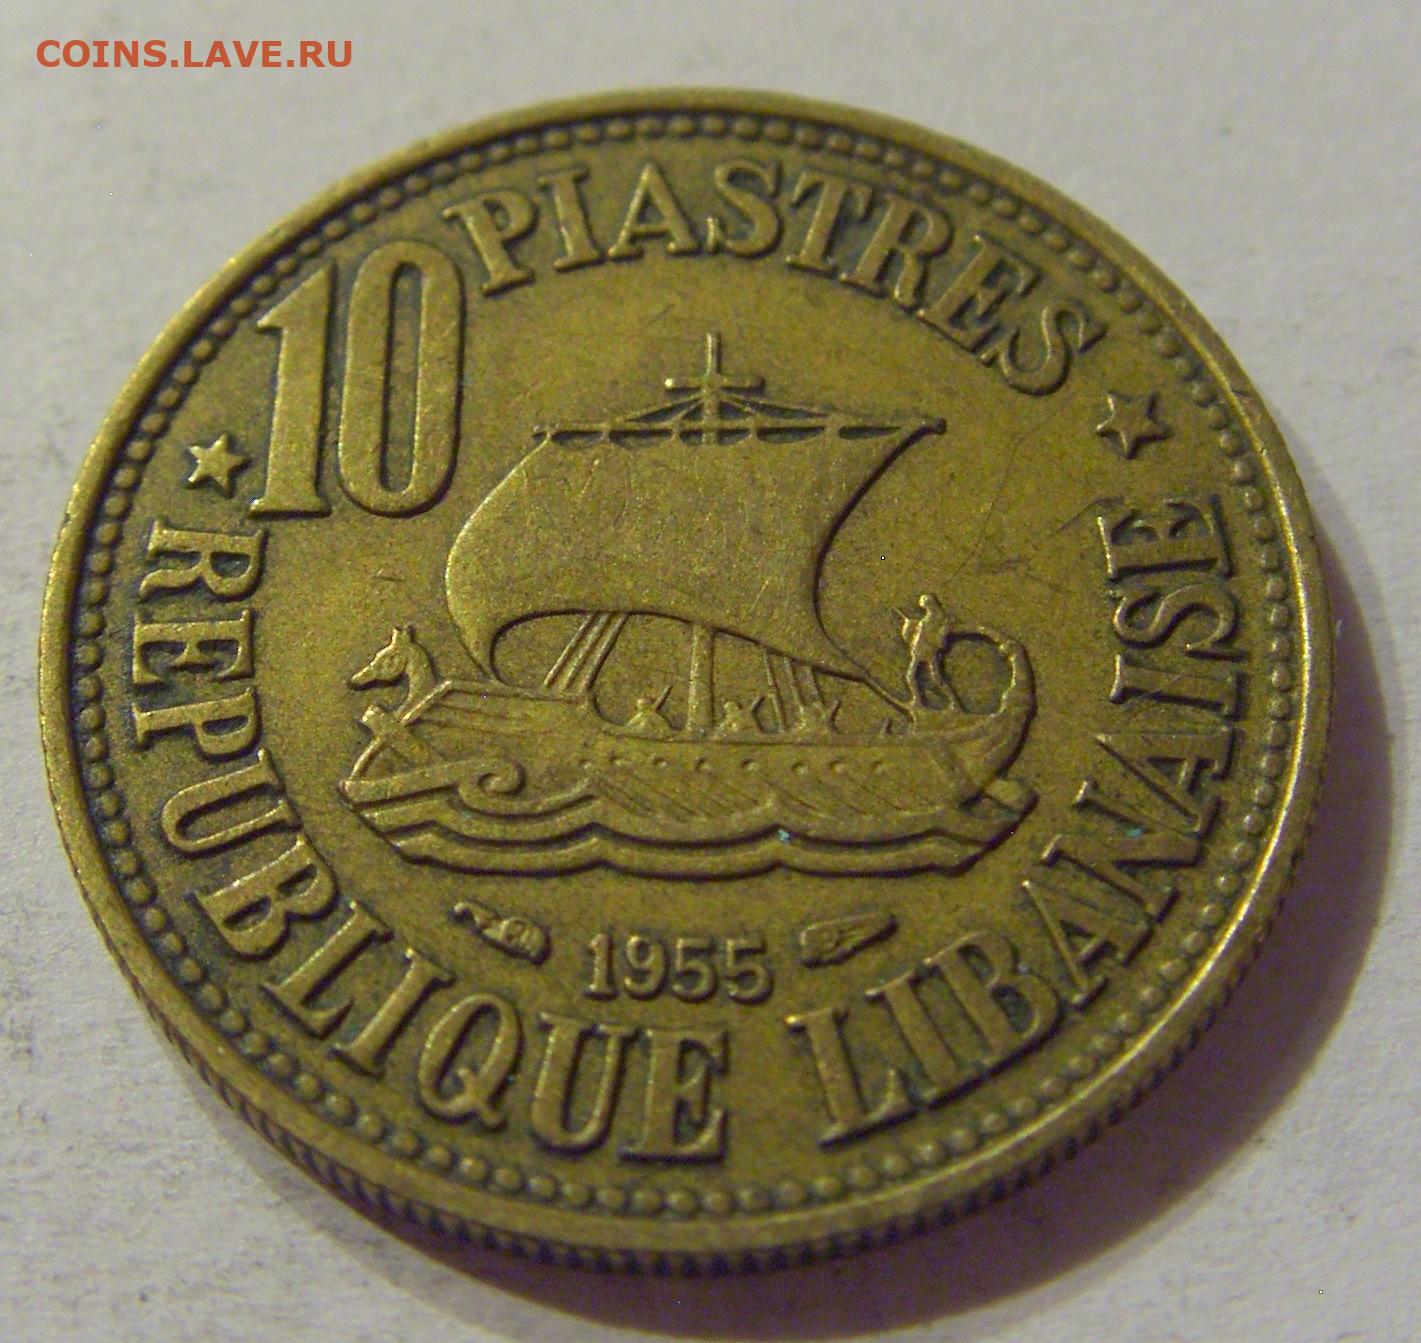 COINS.LAVE.RU
10 PIASTRES
1955
REPUBLIQUE LIBANAISE